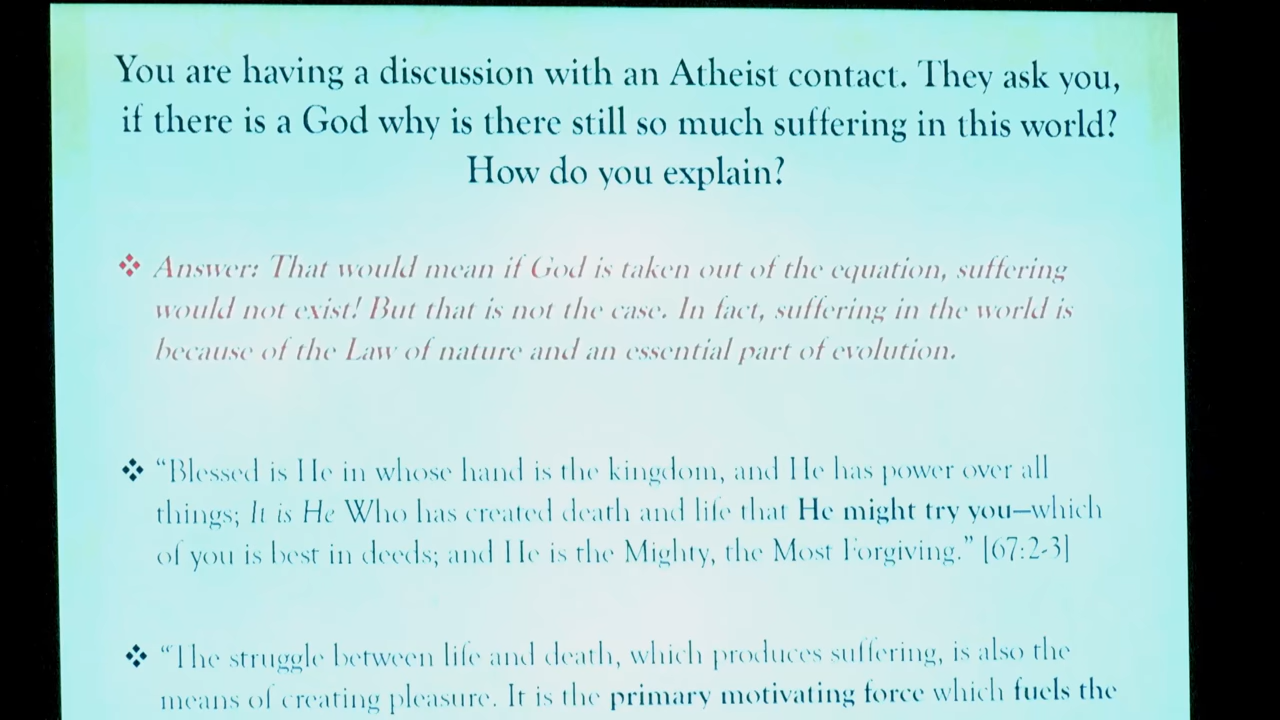 You are having a discussion with an Atheist contact. They ask you,
if there is a God why is there still so much suffering in this world?
How do you explain?
❖ Answer: That would mean if God is taken out of the equation, suffering
would not exist! But that is not the case. In fact, suffering in the world is
because of the Law of nature and an essential part of evolution.
❖ “Blessed is He in whose hand is the kingdom, and He has power over all
things; It is He Who has created death and life that He might try you—which
of you is best in deeds; and He is the Mighty, the Most Forgiving.” [67:2-3]
❖ “The struggle between life and death, which produces suffering, is also the
means of creating pleasure. It is the primary motivating force which fuels the